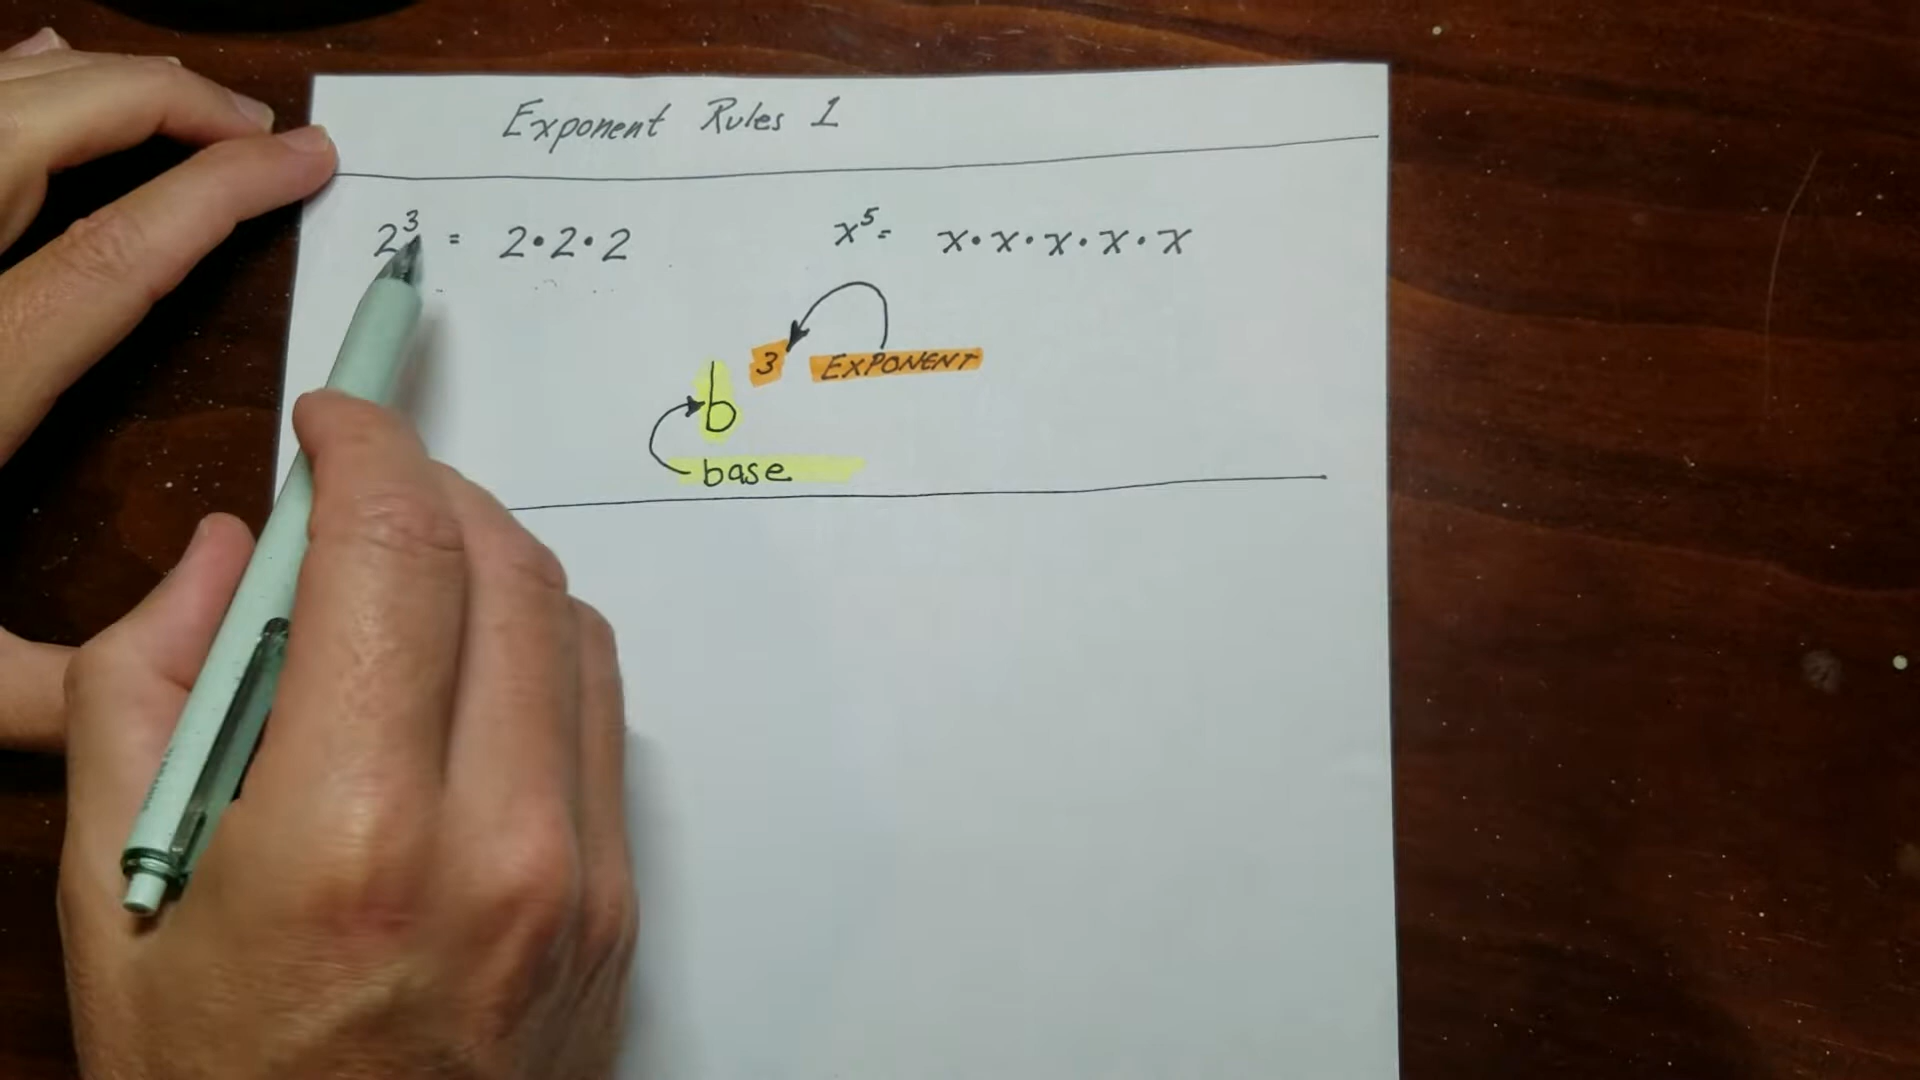 Exponent Rules 1
2³ = 2•2•2
x⁵= x•x•x•x•x
3 EXPONENT
b
base